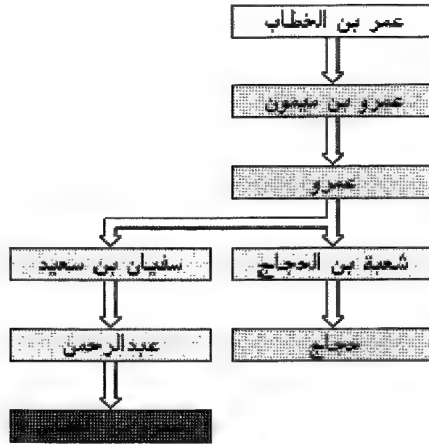 عمر بن الخطاب
عمرو بن ميمون
عمرو
شعبة بن الحجاج
سفيان بن سعيد
حجاج
عبدالرحمن